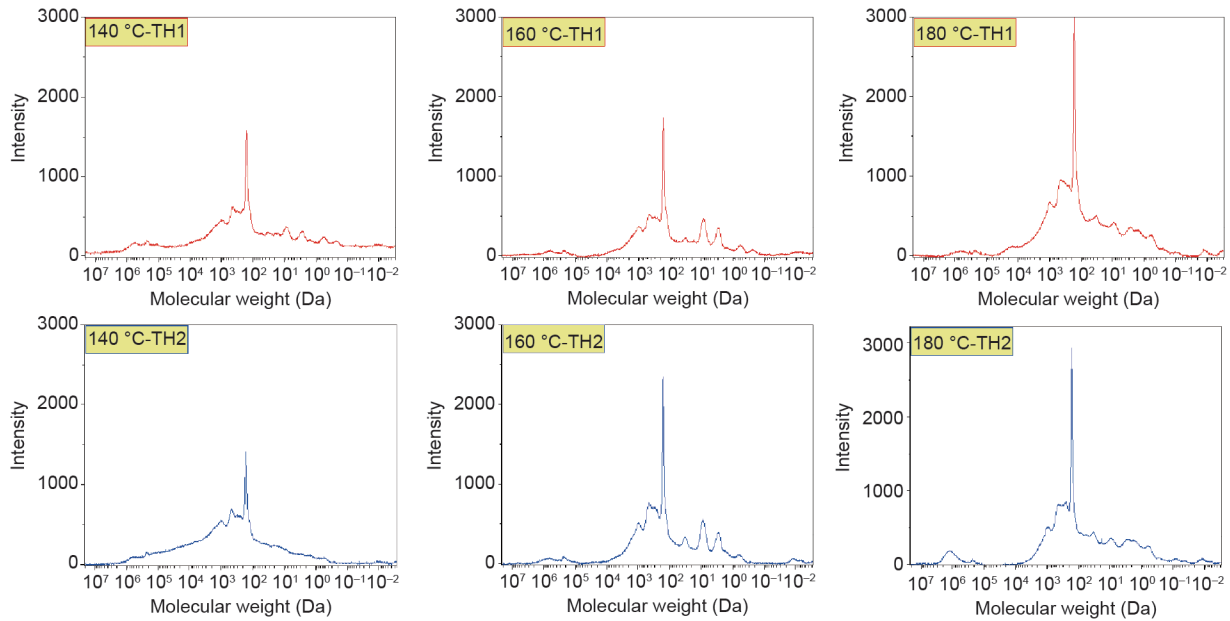 140 °C-TH1
3000
2000
1000
0
Intensity
10⁷ 10⁶ 10⁵ 10⁴ 10³ 10² 10¹ 10⁰ 10⁻¹ 10⁻²
Molecular weight (Da)
160 °C-TH1
3000
2000
1000
0
Intensity
10⁷ 10⁶ 10⁵ 10⁴ 10³ 10² 10¹ 10⁰ 10⁻¹ 10⁻²
Molecular weight (Da)
180 °C-TH1
3000
2000
1000
0
Intensity
10⁷ 10⁶ 10⁵ 10⁴ 10³ 10² 10¹ 10⁰ 10⁻¹ 10⁻²
Molecular weight (Da)
140 °C-TH2
3000
2000
1000
0
Intensity
10⁷ 10⁶ 10⁵ 10⁴ 10³ 10² 10¹ 10⁰ 10⁻¹ 10⁻²
Molecular weight (Da)
160 °C-TH2
3000
2000
1000
0
Intensity
10⁷ 10⁶ 10⁵ 10⁴ 10³ 10² 10¹ 10⁰ 10⁻¹ 10⁻²
Molecular weight (Da)
180 °C-TH2
3000
2000
1000
0
Intensity
10⁷ 10⁶ 10⁵ 10⁴ 10³ 10² 10¹ 10⁰ 10⁻¹ 10⁻²
Molecular weight (Da)